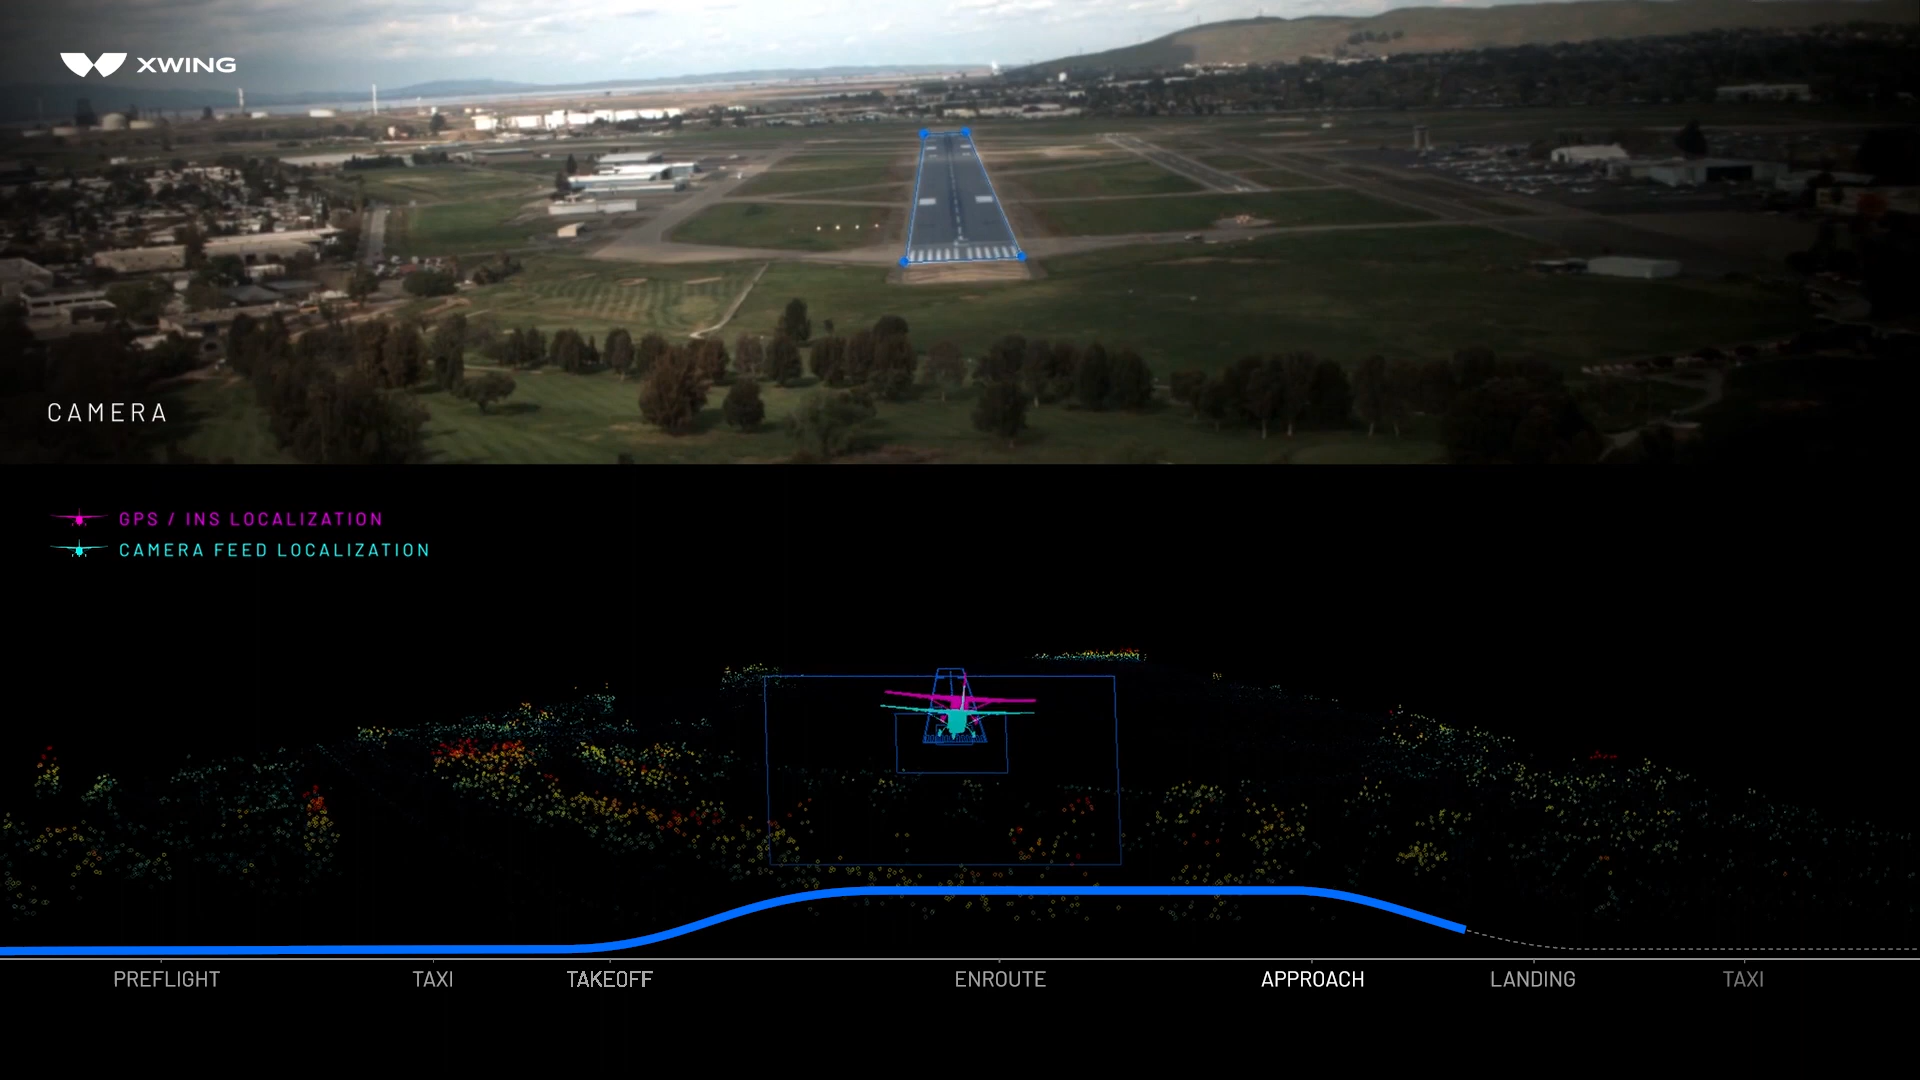 XWING
CAMERA
GPS / INS LOCALIZATION
CAMERA FEED LOCALIZATION
PREFLIGHT
TAXI
TAKEOFF
ENROUTE
APPROACH
LANDING
TAXI